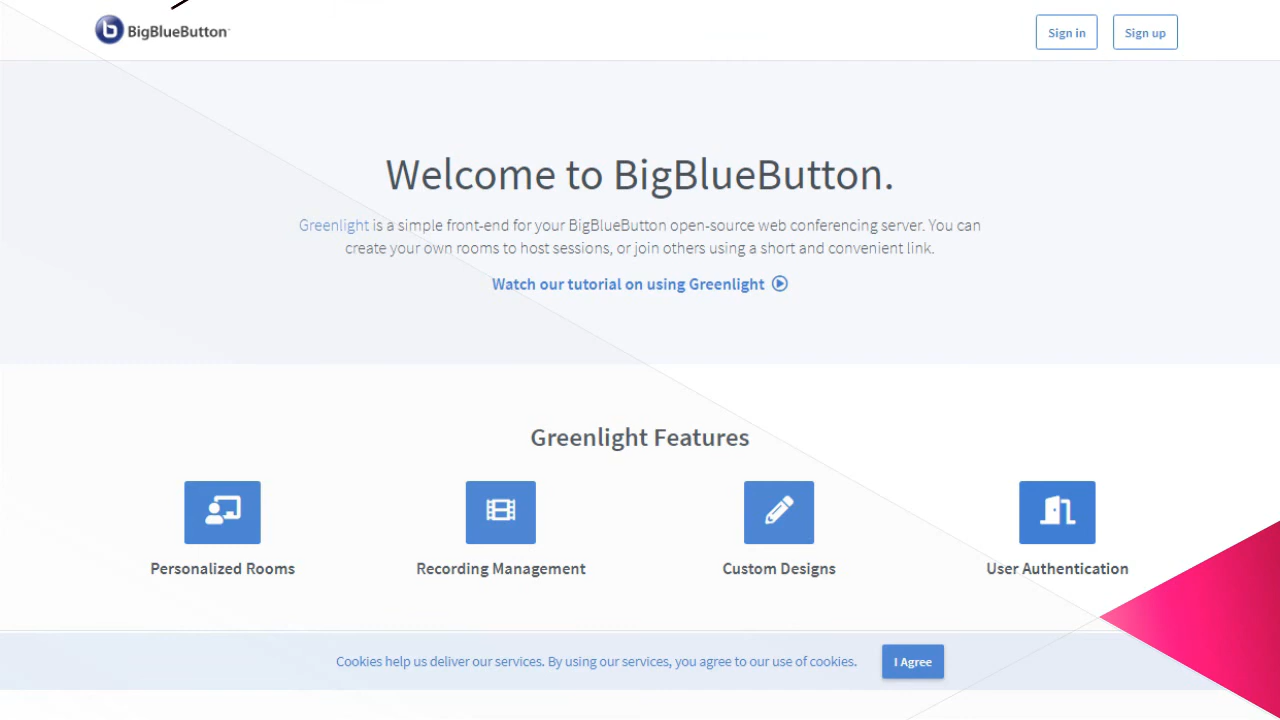 BigBlueButton
Sign in
Sign up
Welcome to BigBlueButton.
Greenlight is a simple front-end for your BigBlueButton open-source web conferencing server. You can
create your own rooms to host sessions, or join others using a short and convenient link.
Watch our tutorial on using Greenlight
Greenlight Features
Personalized Rooms
Recording Management
Custom Designs
User Authentication
Cookies help us deliver our services. By using our services, you agree to our use of cookies.
I Agree